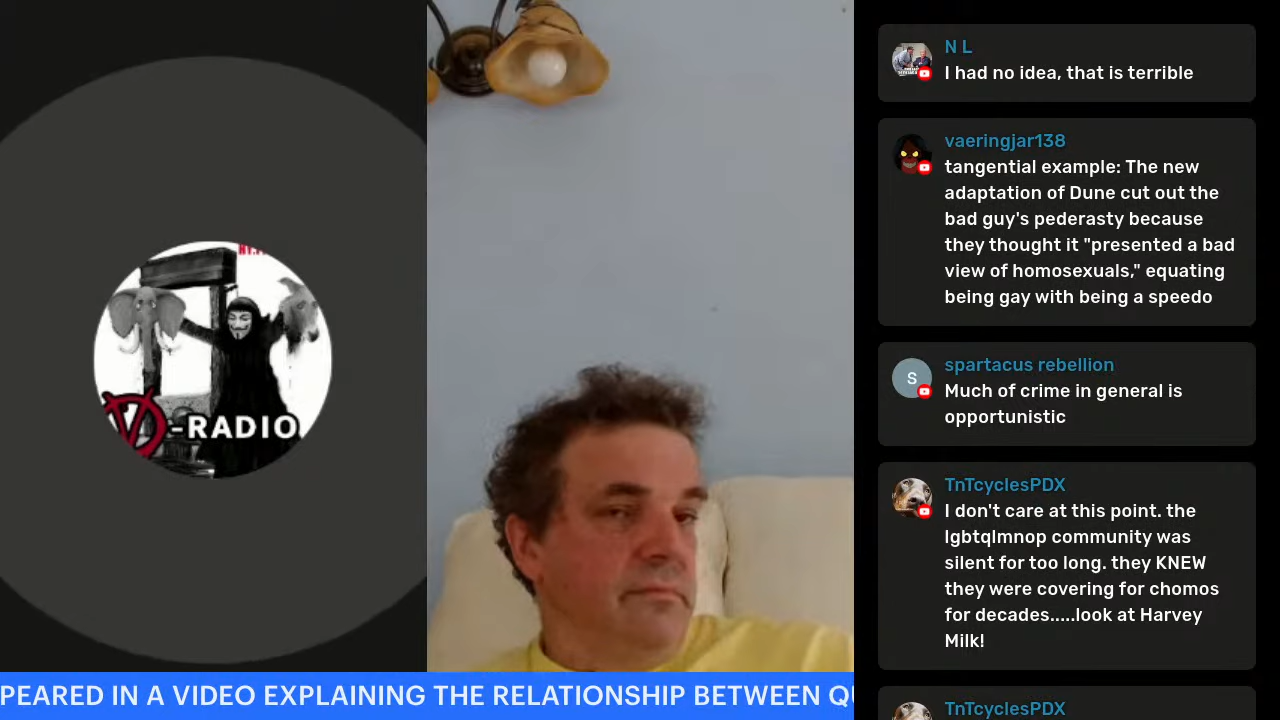 N L
I had no idea, that is terrible
vaeringjar138
tangential example: The new
adaptation of Dune cut out the
bad guy's pederasty because
they thought it "presented a bad
view of homosexuals," equating
being gay with being a speedo
S
spartacus rebellion
Much of crime in general is
opportunistic
TnTcyclesPDX
I don't care at this point. the
lgbtqlmnop community was
silent for too long. they KNEW
they were covering for chomos
for decades.....look at Harvey
Milk!
TnTcyclesPDX
V-RADIO
PEARED IN A VIDEO EXPLAINING THE RELATIONSHIP BETWEEN QU